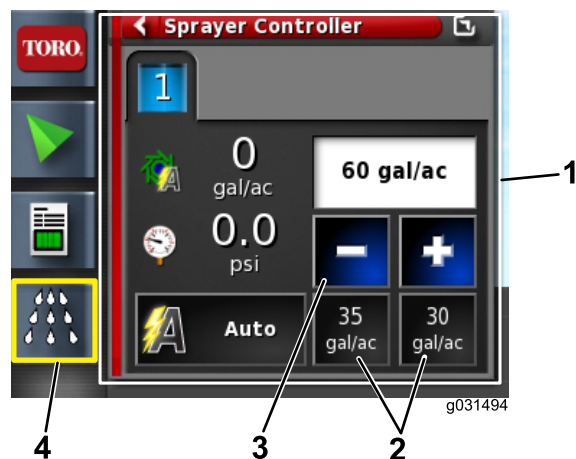 TORO.
Sprayer Controller
1
0
gal/ac
60 gal/ac
0.0
psi
- +
A Auto
35
gal/ac
30
gal/ac
1
g031494
4
3
2